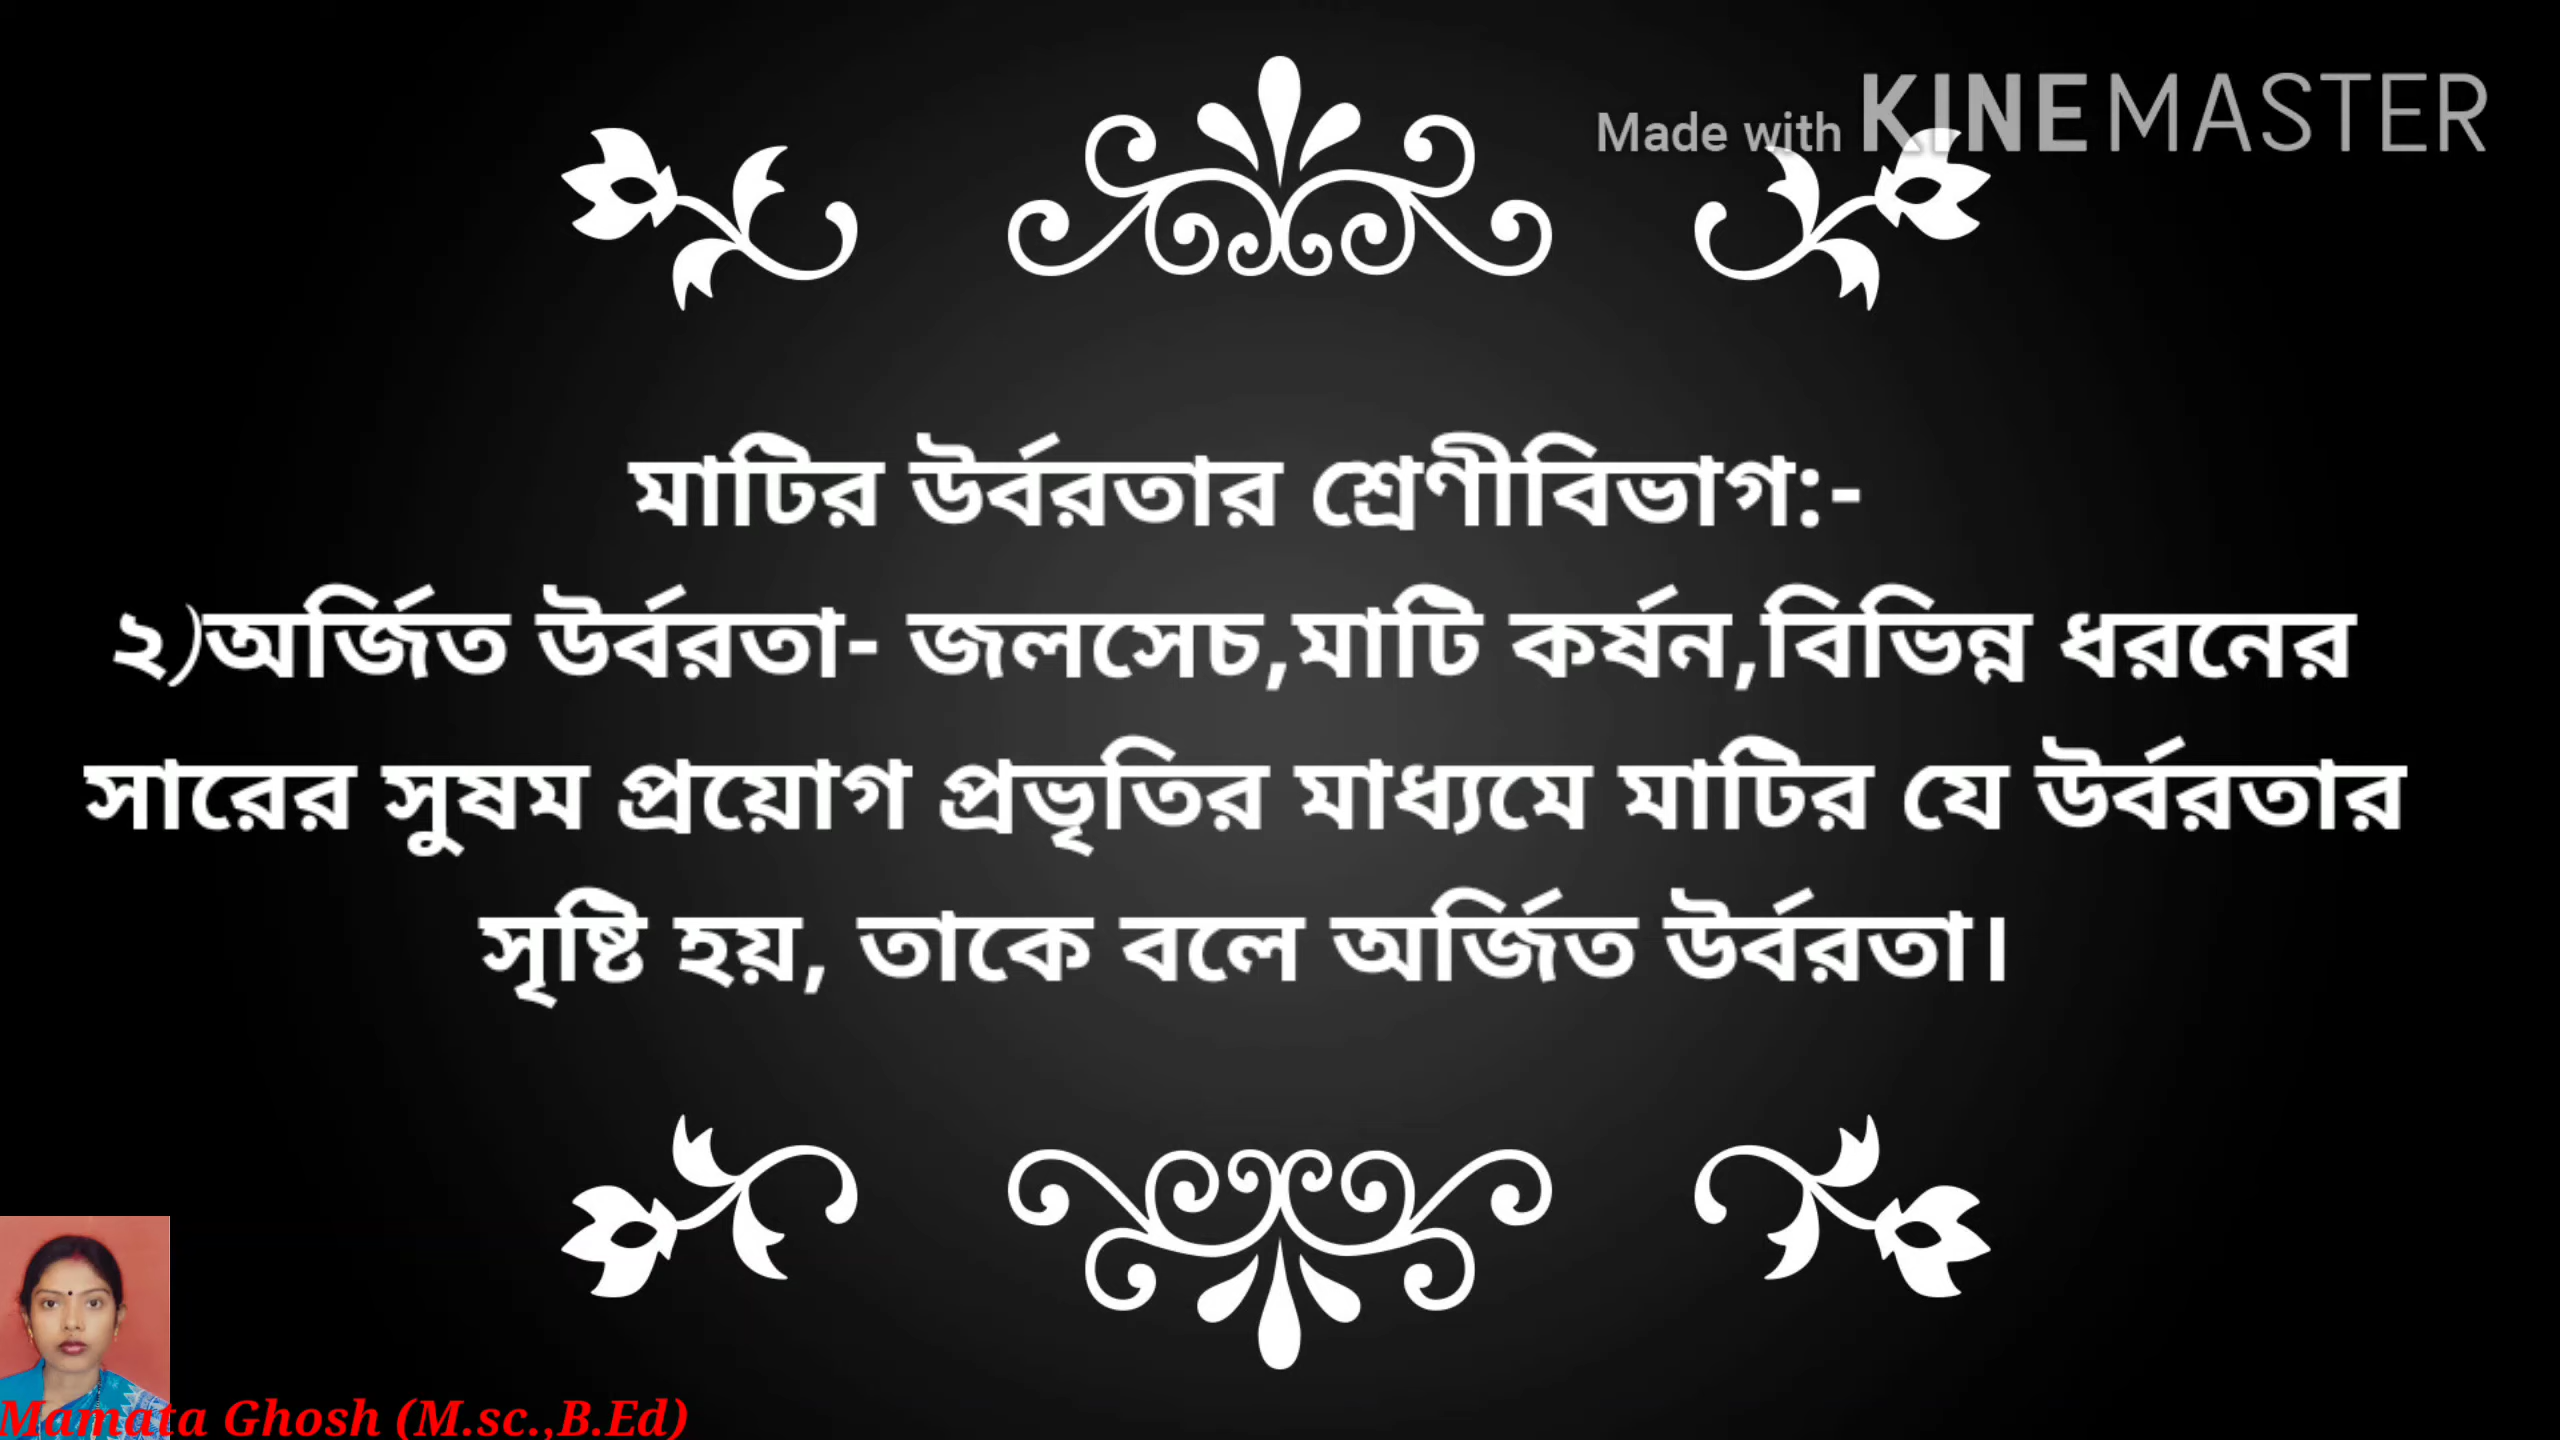 Made with KINEMASTER
মাটির উর্বরতার শ্রেণীবিভাগ:-
২)অর্জিত উর্বরতা- জলসেচ,মাটি কর্ষন,বিভিন্ন ধরনের
সারের সুষম প্রয়োগ প্রভৃতির মাধ্যমে মাটির যে উর্বরতার
সৃষ্টি হয়, তাকে বলে অর্জিত উর্বরতা।
Mamata Ghosh (M.sc.,B.Ed)